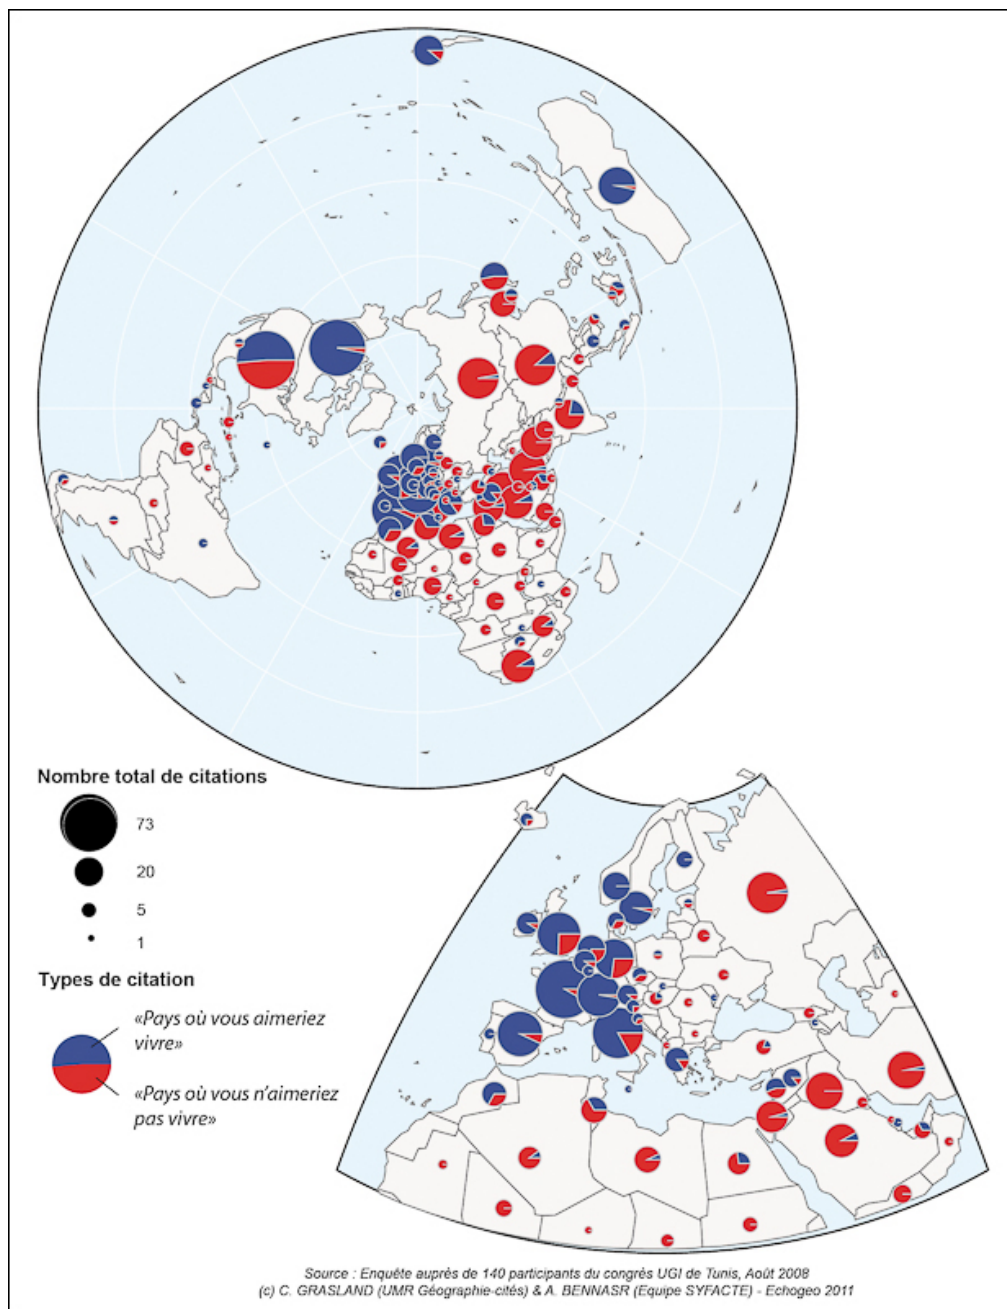 Nombre total de citations
73
20
5
1
Types de citation
«Pays où vous aimeriez
vivre»
«Pays où vous n'aimeriez
pas vivre»
Source : Enquête auprès de 140 participants du congrès UGI de Tunis, Août 2008
(c) C. GRASLAND (UMR Géographie-cités) & A. BENNASR (Equipe SYFACTE) - Echogeo 2011